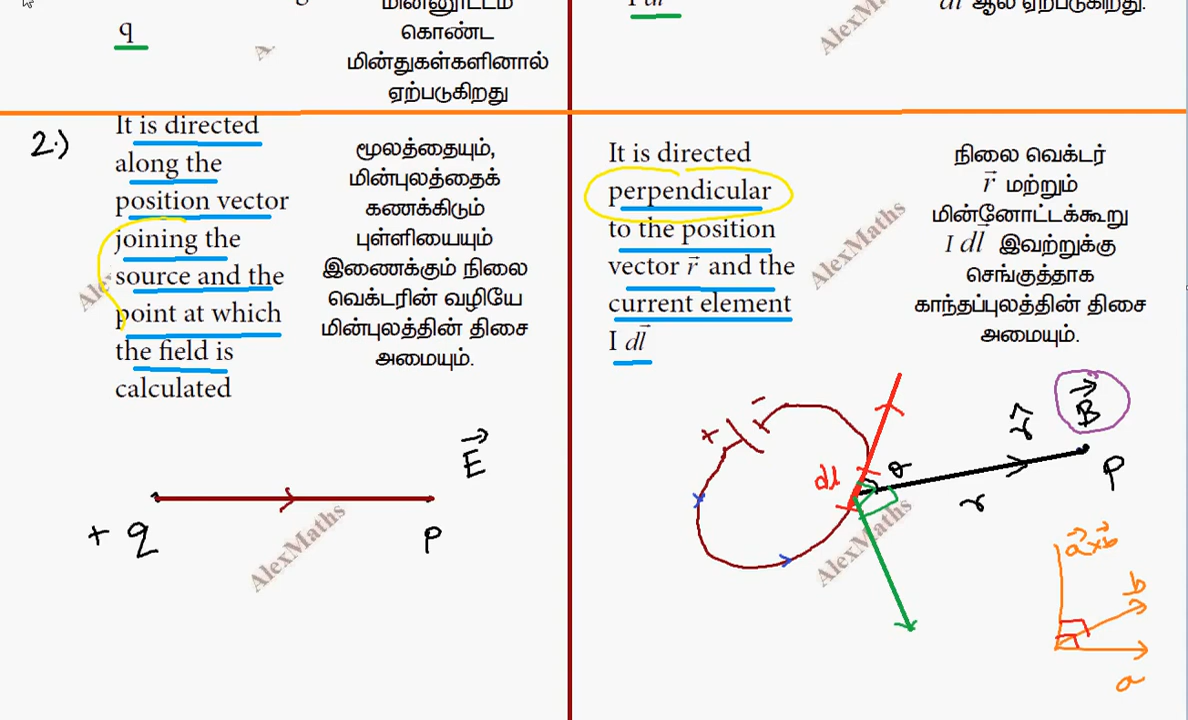 q
கொண்ட
மின்துகள்களினால்
ஏற்படுகிறது
ஏற்படுகிறது.
2.)
It is directed
along the
position vector
joining the
source and the
point at which
the field is
calculated
மூலத்தையும்,
மின்புலத்தைக்
கணக்கிடும்
புள்ளியையும்
இணைக்கும் நிலை
வெக்டரின் வழியே
மின்புலத்தின் திசை
அமையும்.
E⃗
+ q
P
AlexMaths
It is directed
perpendicular
to the position
vector r⃗ and the
current element
I dl⃗
நிலை வெக்டர்
r⃗ மற்றும்
மின்னோட்டக்கூறு
I dl⃗ இவற்றுக்கு
செங்குத்தாக
காந்தப்புலத்தின் திசை
அமையும்.
AlexMaths
+ −
dl
θ
r̂
B⃗
P
r
AlexMaths
a⃗×b⃗
b
a